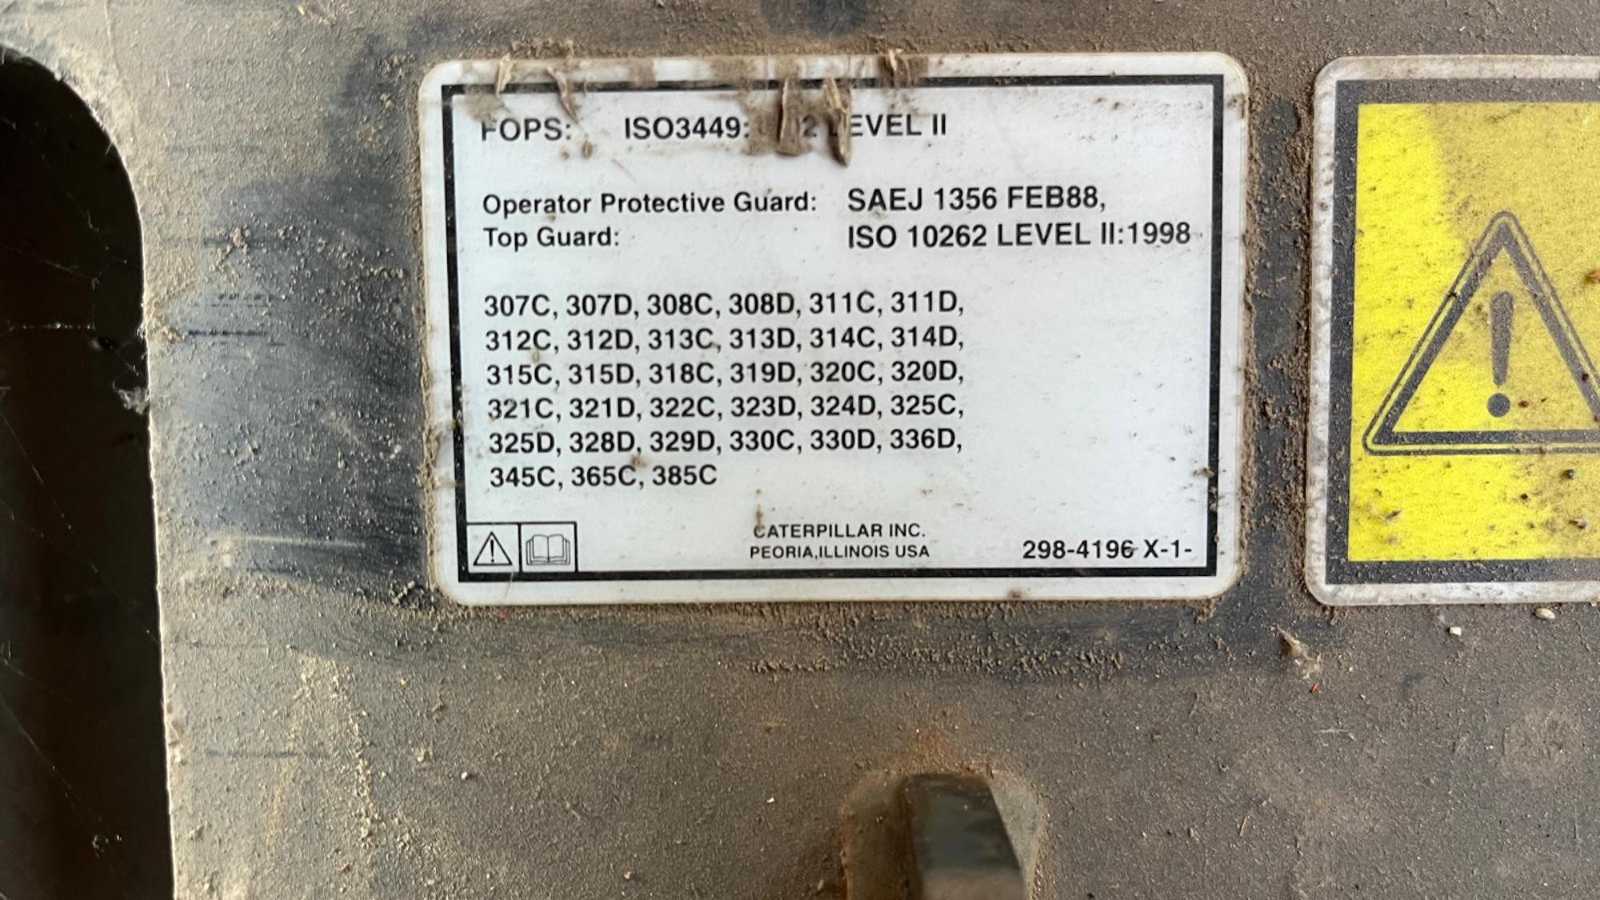 FOPS: ISO3449: LEVEL II
Operator Protective Guard: SAEJ 1356 FEB88,
Top Guard: ISO 10262 LEVEL II:1998
307C, 307D, 308C, 308D, 311C, 311D,
312C, 312D, 313C, 313D, 314C, 314D,
315C, 315D, 318C, 319D, 320C, 320D,
321C, 321D, 322C, 323D, 324D, 325C,
325D, 328D, 329D, 330C, 330D, 336D,
345C, 365C, 385C
CATERPILLAR INC.
PEORIA,ILLINOIS USA
298-4196 X-1-